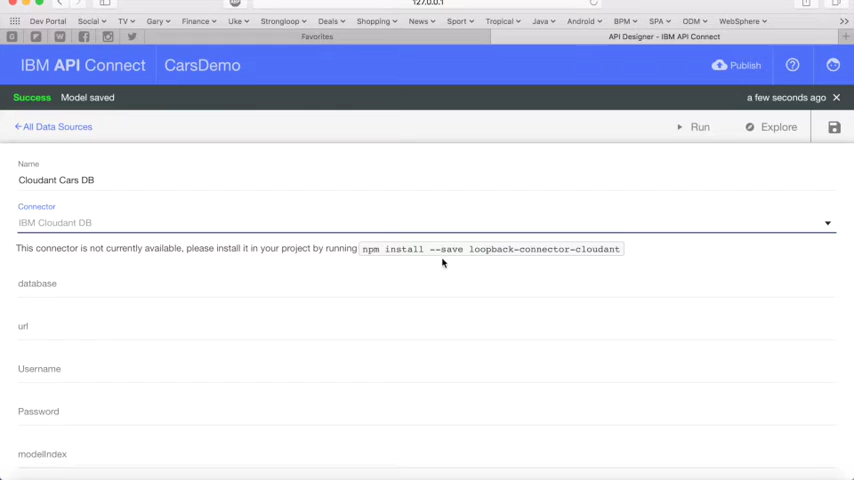 127.0.0.1
Dev Portal Social TV Gary Finance Uke Strongloop Deals Shopping News Sport Tropical Java Android BPM SPA ODM WebSphere
Favorites API Designer - IBM API Connect
IBM API Connect CarsDemo Publish
Success Model saved a few seconds ago
All Data Sources Run Explore
Name
Cloudant Cars DB
Connector
IBM Cloudant DB
This connector is not currently available, please install it in your project by running npm install --save loopback-connector-cloudant
database
url
Username
Password
modelIndex